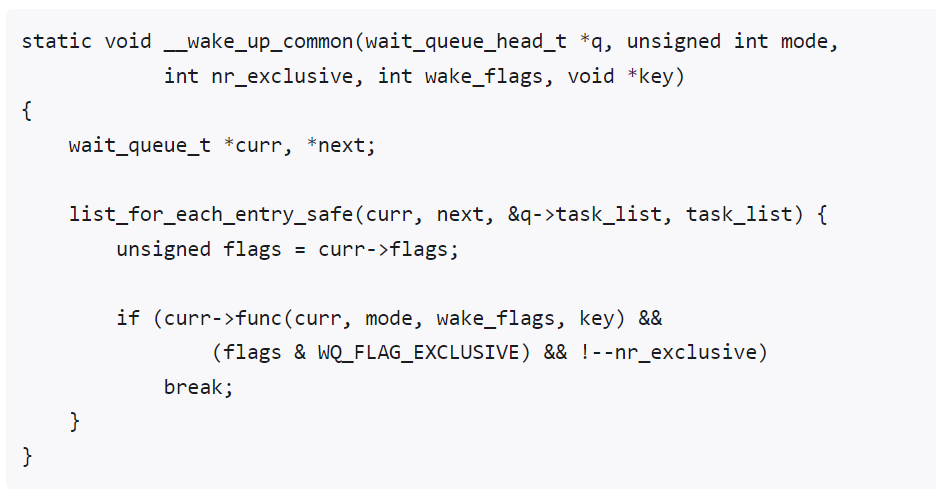 static void __wake_up_common(wait_queue_head_t *q, unsigned int mode,
            int nr_exclusive, int wake_flags, void *key)
{
    wait_queue_t *curr, *next;

    list_for_each_entry_safe(curr, next, &q->task_list, task_list) {
        unsigned flags = curr->flags;

        if (curr->func(curr, mode, wake_flags, key) &&
                (flags & WQ_FLAG_EXCLUSIVE) && !--nr_exclusive)
            break;
    }
}